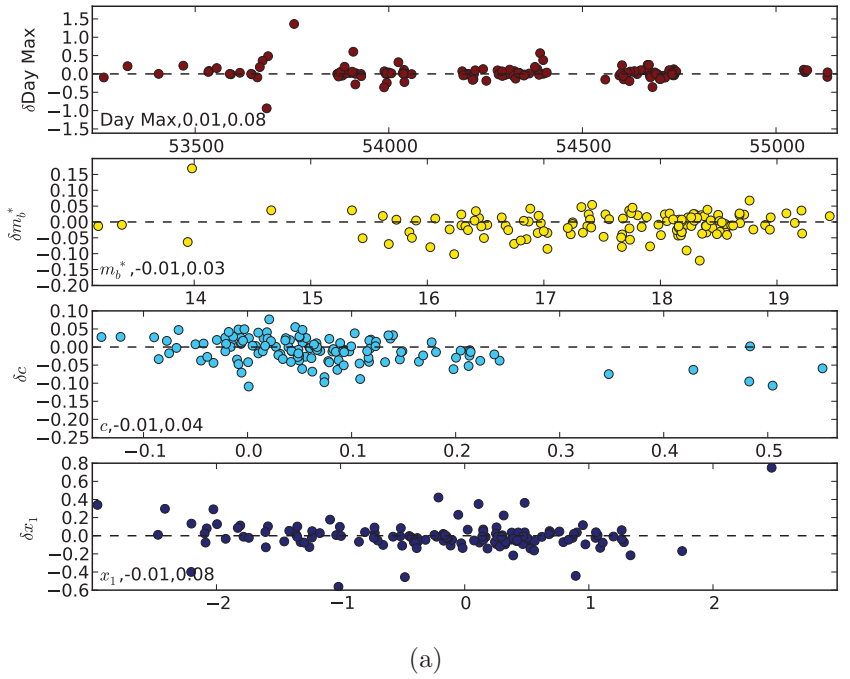 δDay Max
1.5
1.0
0.5
0.0
−0.5
−1.0
−1.5
Day Max,0.01,0.08
53500 54000 54500 55000
δm_b*
0.15
0.10
0.05
0.00
−0.05
−0.10
−0.15
−0.20
m_b*,-0.01,0.03
14 15 16 17 18 19
δc
0.10
0.05
0.00
−0.05
−0.10
−0.15
−0.20
−0.25
c,-0.01,0.04
−0.1 0.0 0.1 0.2 0.3 0.4 0.5
δx₁
0.8
0.6
0.4
0.2
0.0
−0.2
−0.4
−0.6
x₁,-0.01,0.08
−2 −1 0 1 2
(a)